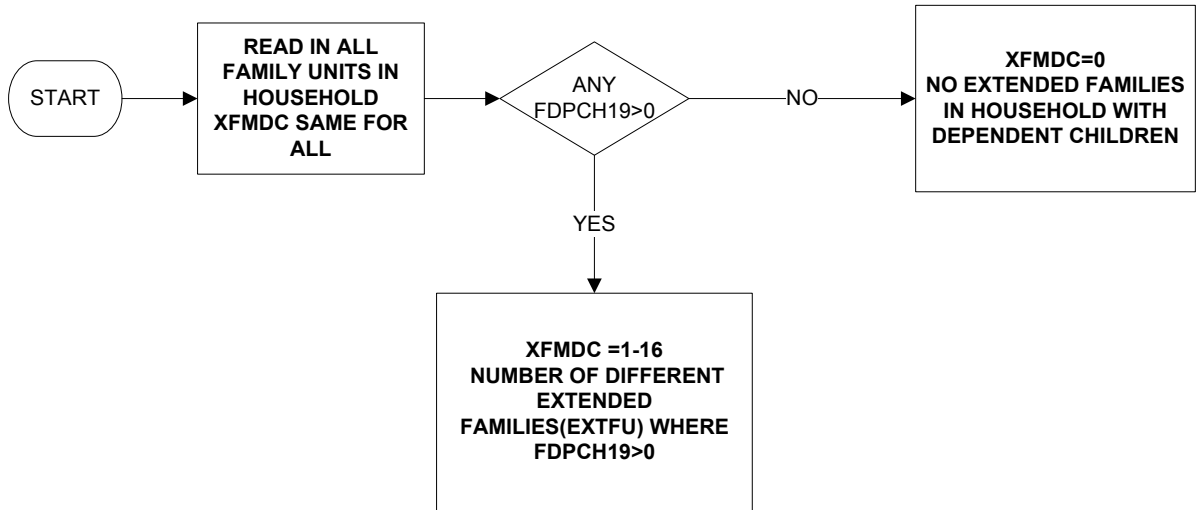 START
READ IN ALL
FAMILY UNITS IN
HOUSEHOLD
XFMDC SAME FOR
ALL
ANY
FDPCH19>0
NO
XFMDC=0
NO EXTENDED FAMILIES
IN HOUSEHOLD WITH
DEPENDENT CHILDREN
YES
XFMDC =1-16
NUMBER OF DIFFERENT
EXTENDED
FAMILIES(EXTFU) WHERE
FDPCH19>0